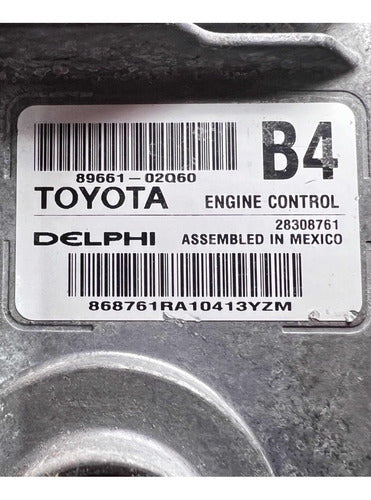 89661-02Q60
B4
TOYOTA ENGINE CONTROL
28308761
DELPHI ASSEMBLED IN MEXICO
868761RA10413YZM